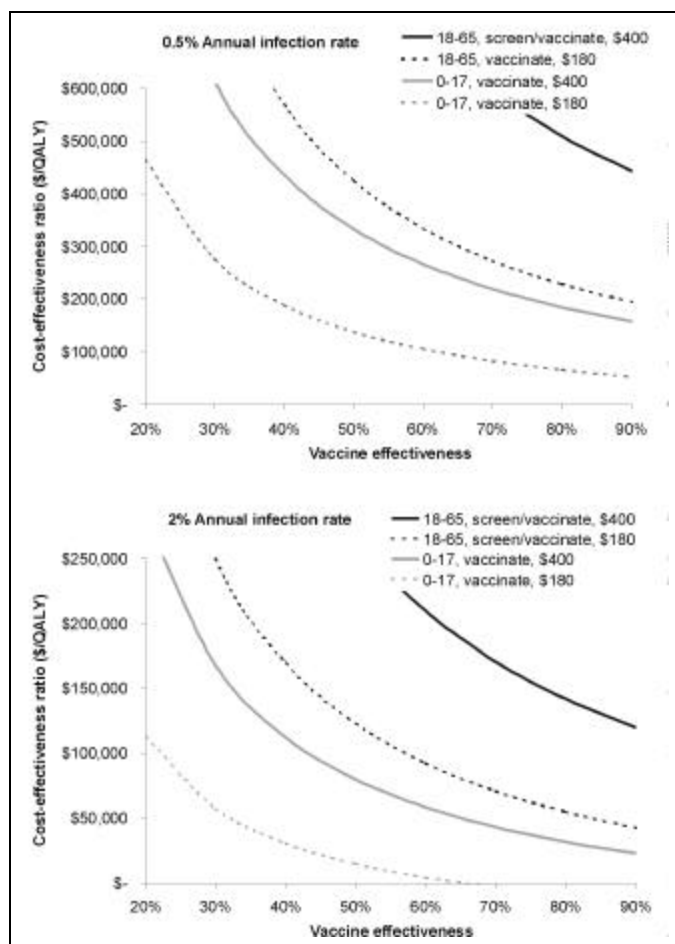 0.5% Annual infection rate
18-65, screen/vaccinate, $400
18-65, vaccinate, $180
0-17, vaccinate, $400
0-17, vaccinate, $180
Cost-effectiveness ratio ($/QALY)
$600,000
$500,000
$400,000
$300,000
$200,000
$100,000
$-
20% 30% 40% 50% 60% 70% 80% 90%
Vaccine effectiveness
2% Annual infection rate
18-65, screen/vaccinate, $400
18-65, screen/vaccinate, $180
0-17, vaccinate, $400
0-17, vaccinate, $180
Cost-effectiveness ratio ($/QALY)
$250,000
$200,000
$150,000
$100,000
$50,000
$-
20% 30% 40% 50% 60% 70% 80% 90%
Vaccine effectiveness